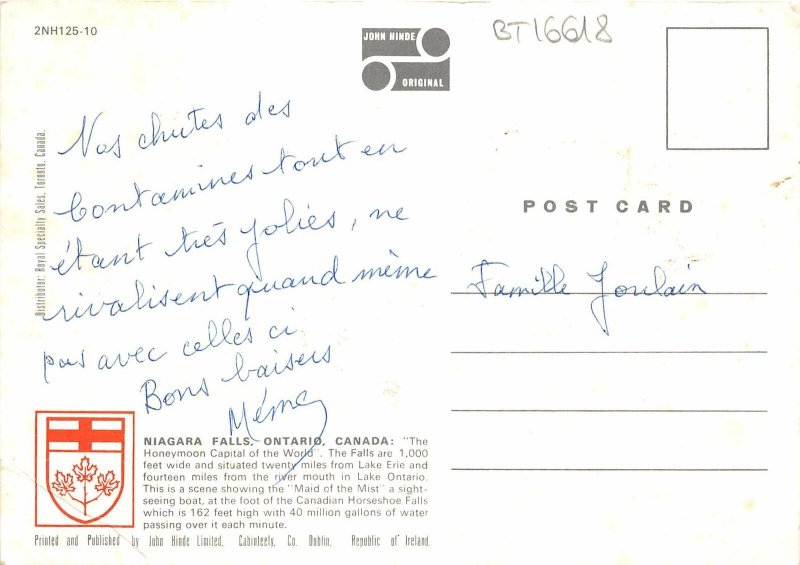 2NH125-10
JOHN HINDE
ORIGINAL
BT16618
Distributor: Royal Specialty Sales, Toronto, Canada.
Nos chutes des
Contamines tout en
étant très jolies, ne
rivalisent quand même
pas avec celles ci
Bons baisers
Mémé
POST CARD
Famille Joulain
NIAGARA FALLS, ONTARIO, CANADA: "The
Honeymoon Capital of the World". The Falls are 1,000
feet wide and situated twenty miles from Lake Erie and
fourteen miles from the river mouth in Lake Ontario.
This is a scene showing the "Maid of the Mist" a sight-
seeing boat, at the foot of the Canadian Horseshoe Falls
which is 162 feet high with 40 million gallons of water
passing over it each minute.
Printed and Published by John Hinde Limited, Cabinteely, Co. Dublin, Republic of Ireland.